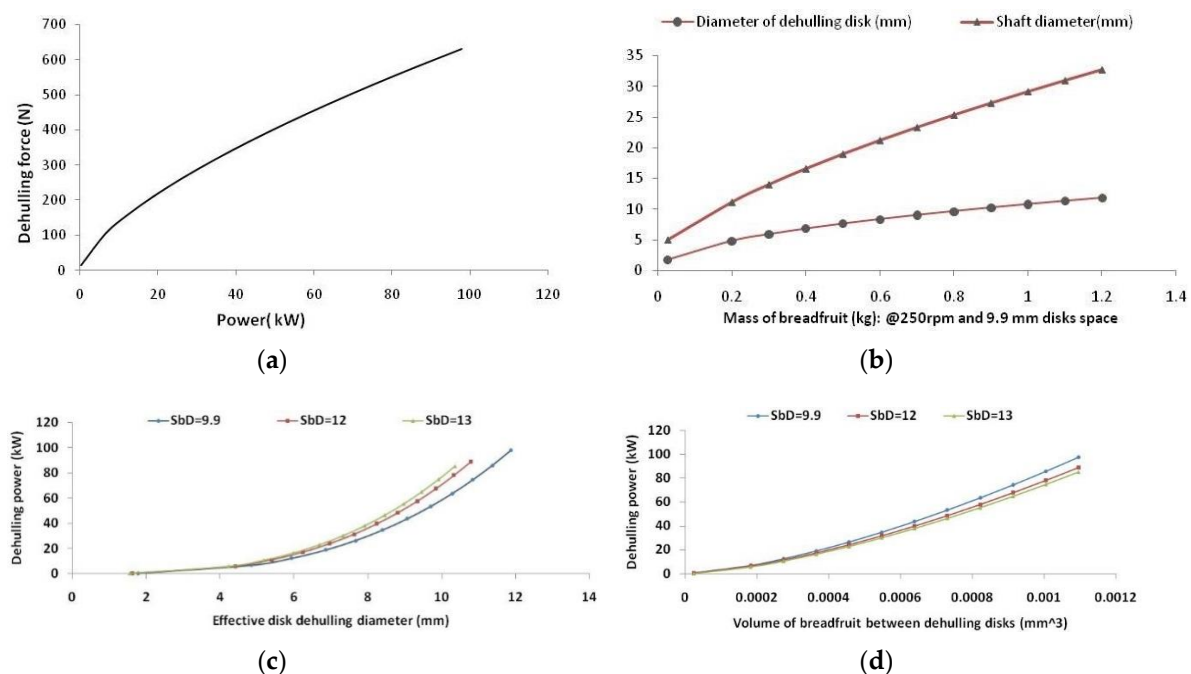 700
600
500
400
300
200
100
0
Dehulling force (N)
0 20 40 60 80 100 120
Power( kW)
(a)
Diameter of dehulling disk (mm) Shaft diameter(mm)
35
30
25
20
15
10
5
0
0 0.2 0.4 0.6 0.8 1 1.2 1.4
Mass of breadfruit (kg): @250rpm and 9.9 mm disks space
(b)
SbD=9.9 SbD=12 SbD=13
120
100
80
60
40
20
0
Dehulling power (kW)
0 2 4 6 8 10 12 14
Effective disk dehulling diameter (mm)
(c)
SbD=9.9 SbD=12 SbD=13
120
100
80
60
40
20
0
Dehulling power (kW)
0 0.0002 0.0004 0.0006 0.0008 0.001 0.0012
Volume of breadfruit between dehulling disks (mm^3)
(d)